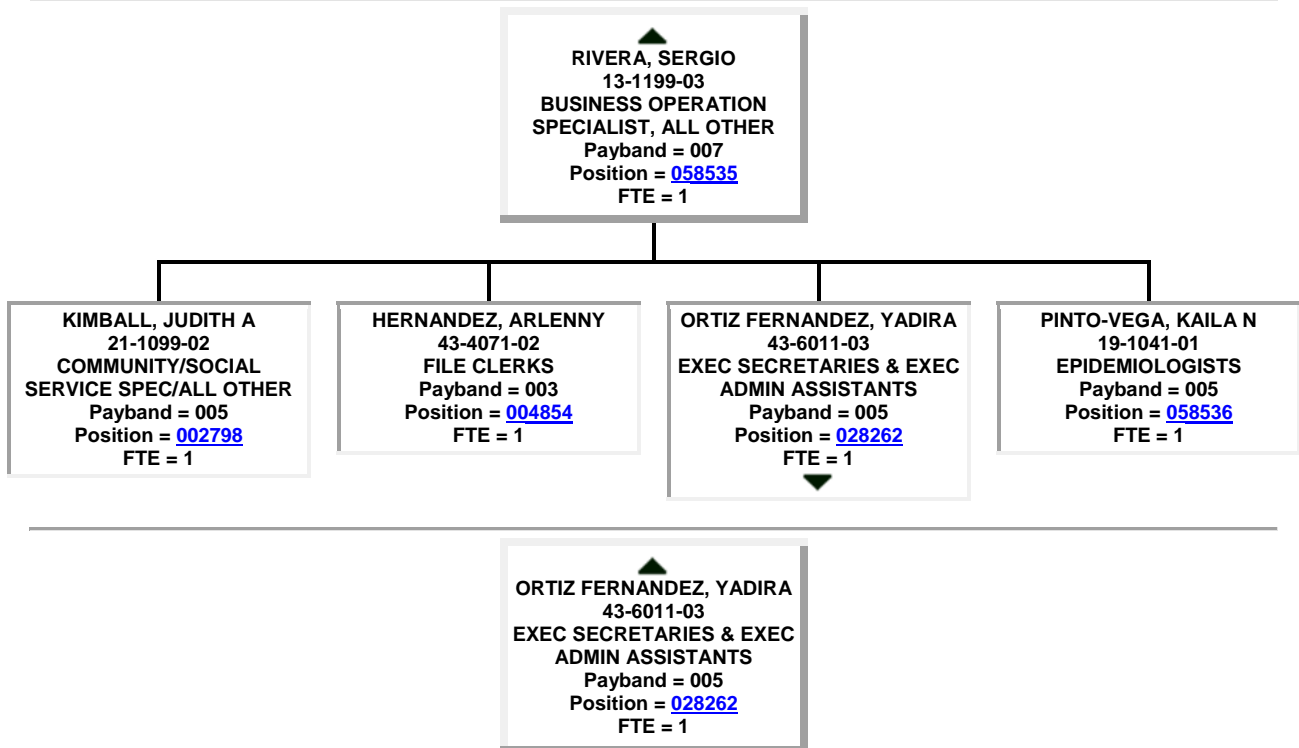 RIVERA, SERGIO
13-1199-03
BUSINESS OPERATION
SPECIALIST, ALL OTHER
Payband = 007
Position = 058535
FTE = 1
KIMBALL, JUDITH A
21-1099-02
COMMUNITY/SOCIAL
SERVICE SPEC/ALL OTHER
Payband = 005
Position = 002798
FTE = 1
HERNANDEZ, ARLENNY
43-4071-02
FILE CLERKS
Payband = 003
Position = 004854
FTE = 1
ORTIZ FERNANDEZ, YADIRA
43-6011-03
EXEC SECRETARIES & EXEC
ADMIN ASSISTANTS
Payband = 005
Position = 028262
FTE = 1
PINTO-VEGA, KAILA N
19-1041-01
EPIDEMIOLOGISTS
Payband = 005
Position = 058536
FTE = 1
ORTIZ FERNANDEZ, YADIRA
43-6011-03
EXEC SECRETARIES & EXEC
ADMIN ASSISTANTS
Payband = 005
Position = 028262
FTE = 1